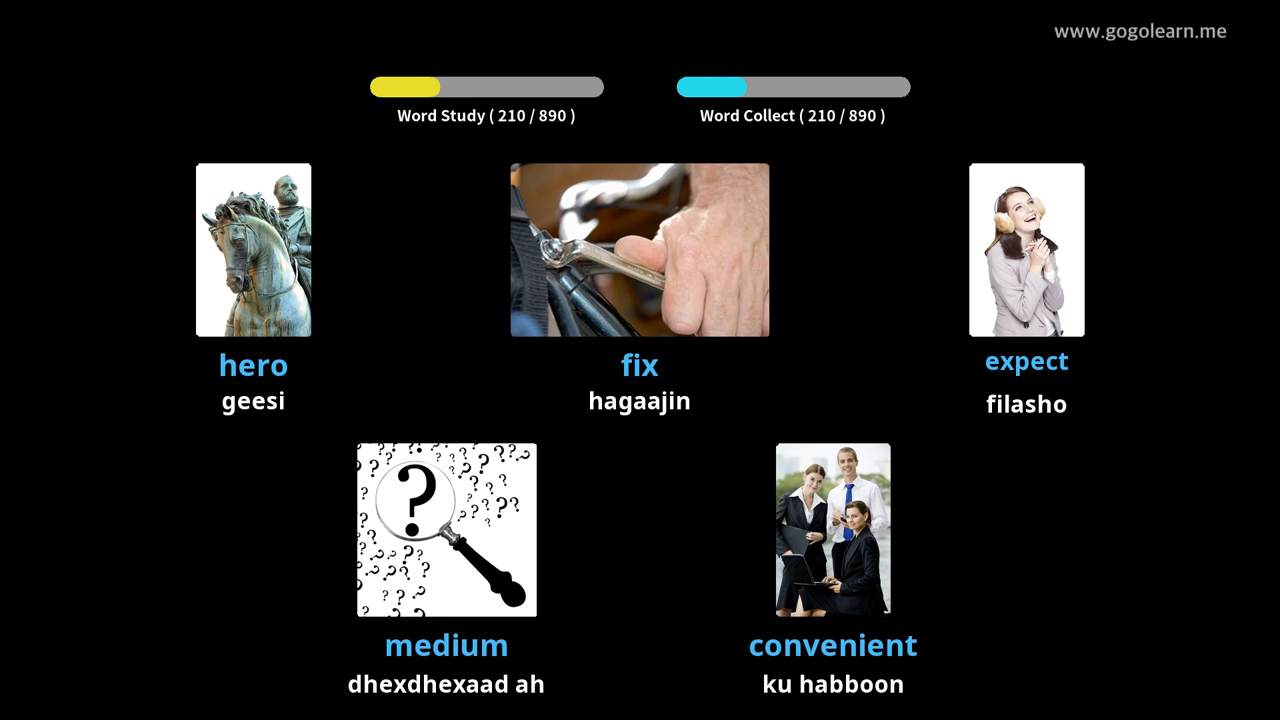 www.gogolearn.me
Word Study ( 210 / 890 )
Word Collect ( 210 / 890 )
hero
geesi
fix
hagaajin
expect
filasho
medium
dhexdhexaad ah
convenient
ku habboon